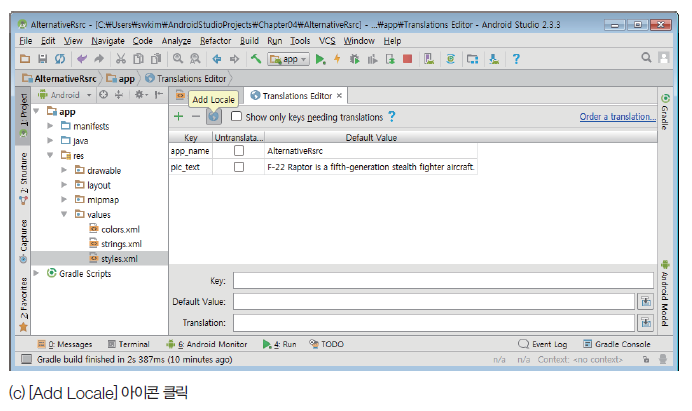 AlternativeRsrc - [C:₩Users₩swkim₩AndroidStudioProjects₩Chapter04₩AlternativeRsrc] - ...₩app₩Translations Editor - Android Studio 2.3.3
File Edit View Navigate Code Analyze Refactor Build Run Tools VCS Window Help
app
AlternativeRsrc app Translations Editor
Android
Add Locale
Translations Editor
1: Project
Z: Structure
Captures
2: Favorites
app
manifests
java
res
drawable
layout
mipmap
values
colors.xml
strings.xml
styles.xml
Gradle Scripts
Show only keys needing translations ?
Order a translation...
Key Untranslata... Default Value
app_name AlternativeRsrc
pic_text F-22 Raptor is a fifth-generation stealth fighter aircraft.
Key:
Default Value:
Translation:
Gradle
Android Model
0: Messages Terminal 6: Android Monitor 4: Run TODO Event Log Gradle Console
Gradle build finished in 2s 387ms (10 minutes ago) n/a n/a Context: <no context>
(c) [Add Locale] 아이콘 클릭